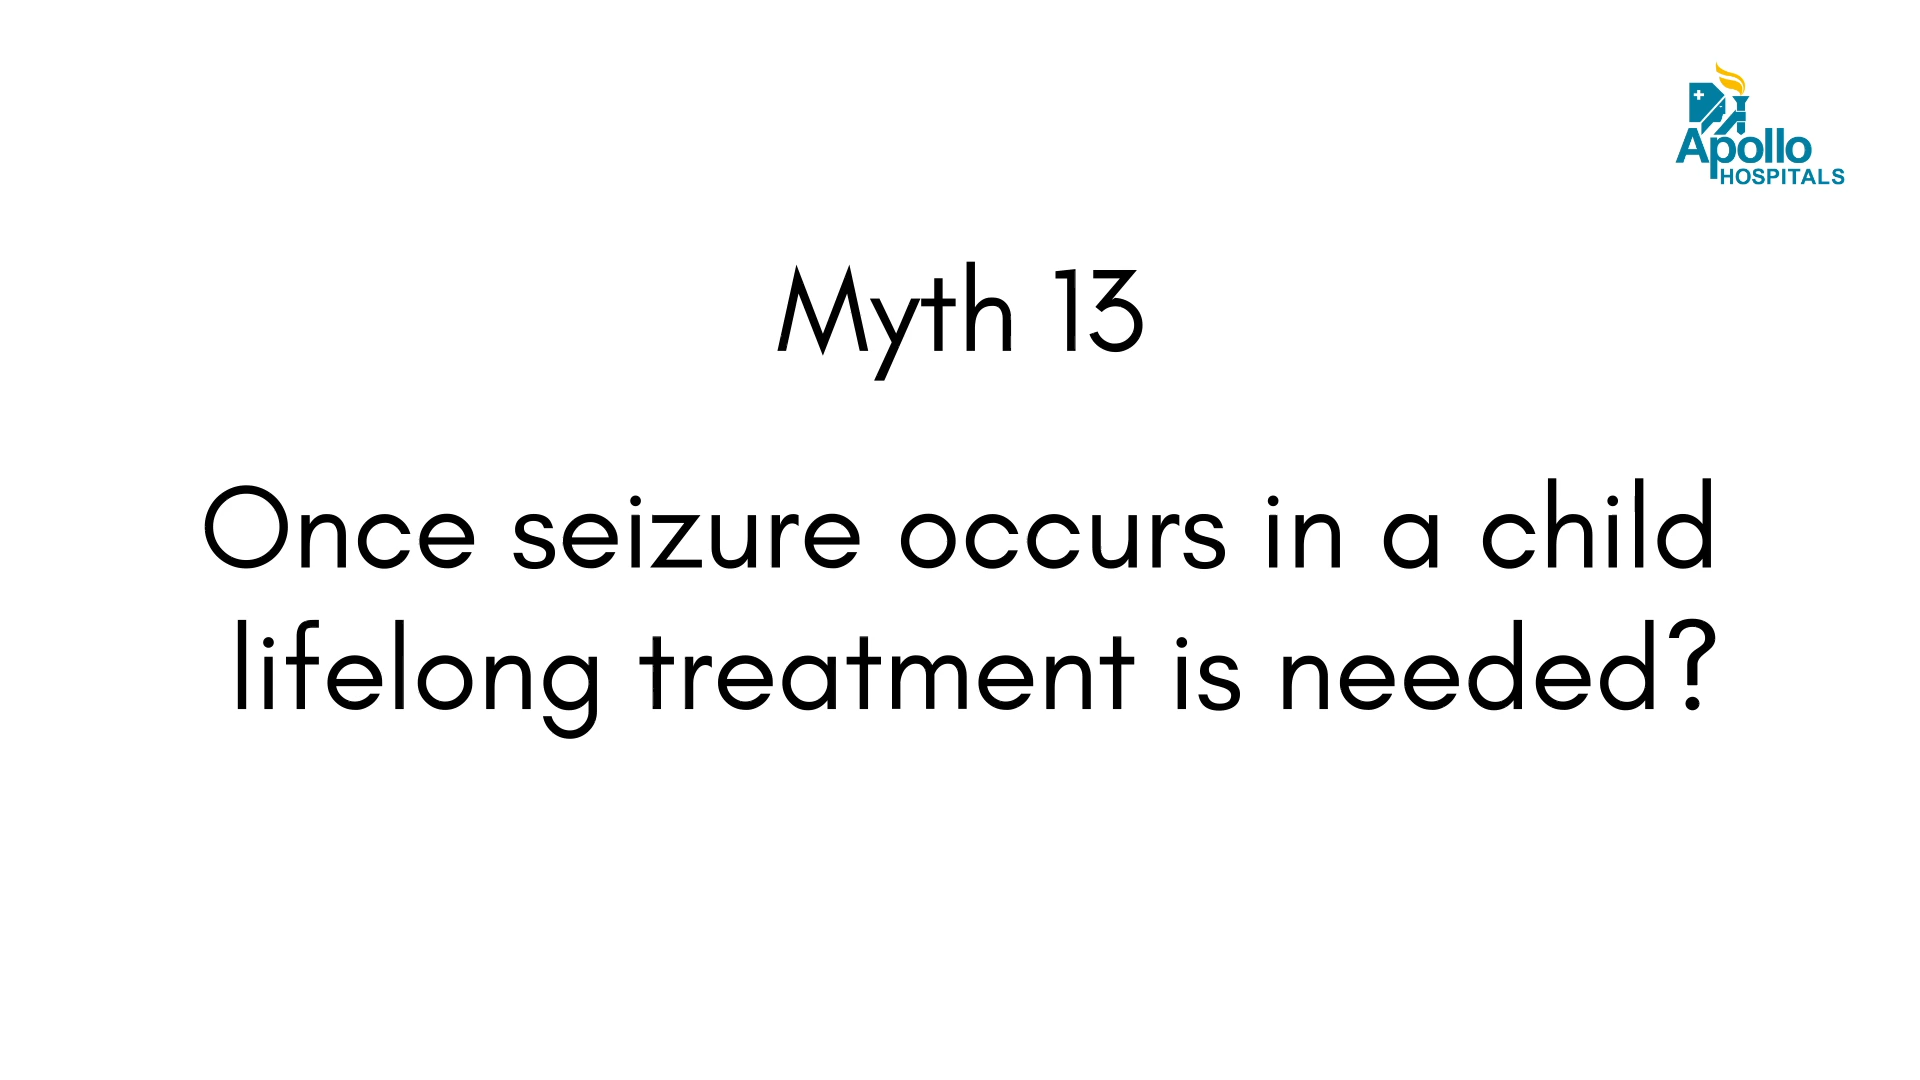 Apollo
HOSPITALS
Myth 13
Once seizure occurs in a child
lifelong treatment is needed?